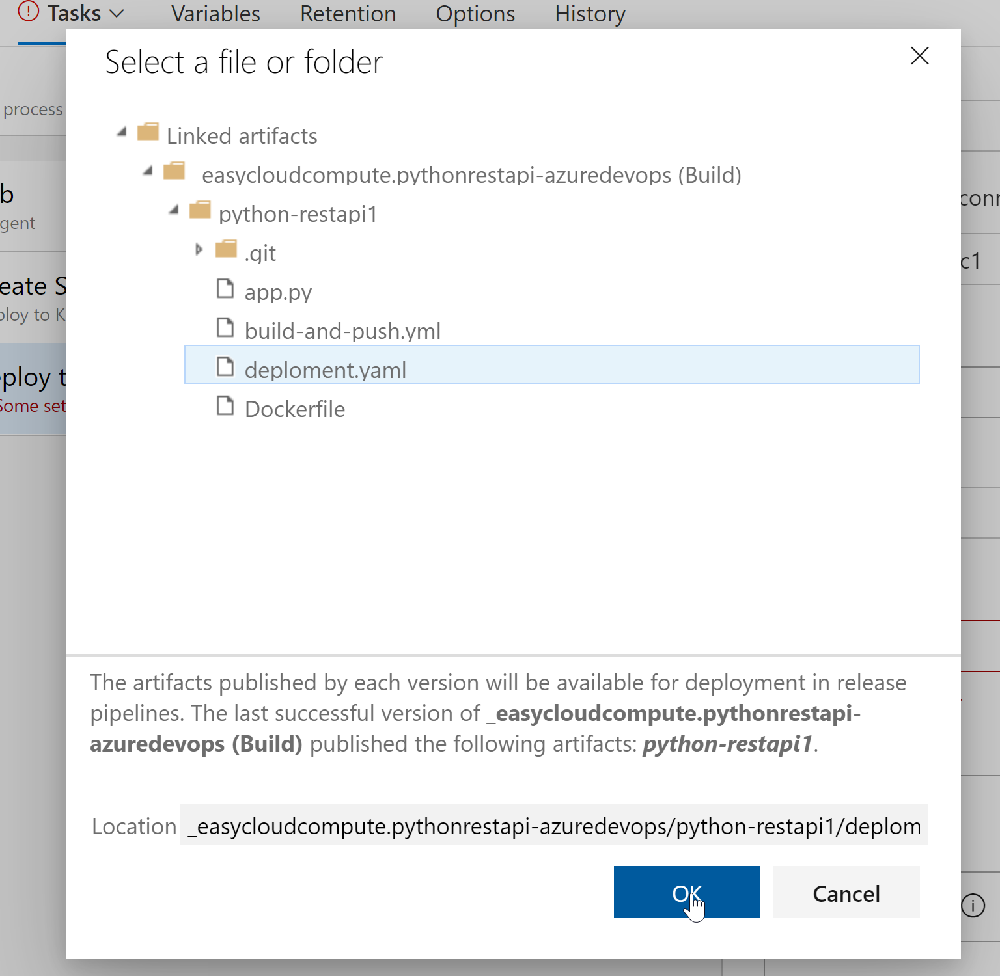 Tasks Variables Retention Options History
Select a file or folder
process
Linked artifacts
_easycloudcompute.pythonrestapi-azuredevops (Build)
b
conn
python-restapi1
gent
.git
c1
eate S
app.py
ploy to K
build-and-push.yml
eploy t
deploment.yaml
Some set
Dockerfile
The artifacts published by each version will be available for deployment in release
pipelines. The last successful version of _easycloudcompute.pythonrestapi-
azuredevops (Build) published the following artifacts: python-restapi1.
Location _easycloudcompute.pythonrestapi-azuredevops/python-restapi1/deplom
OK Cancel